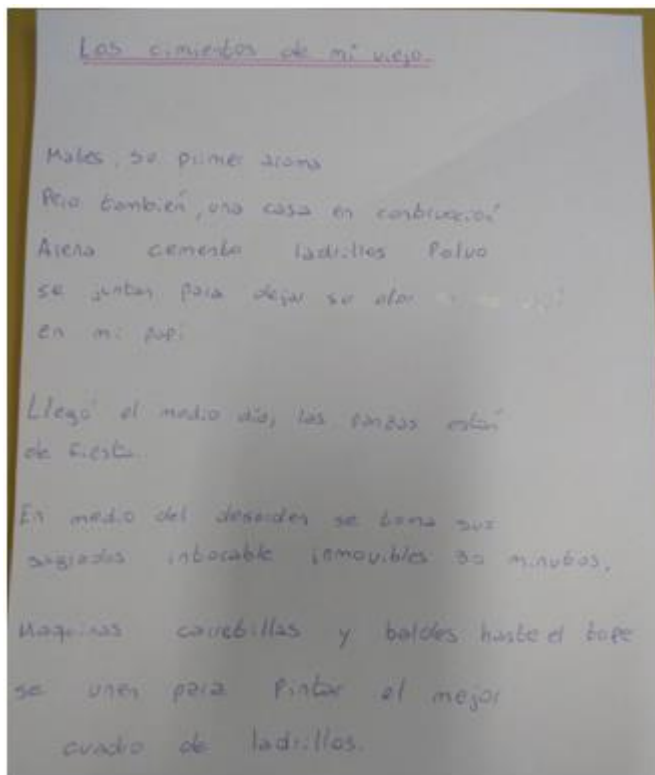 Los cimientos de mi viejo.
Mates, su primer aroma
Pero también, una casa en construcción
Arena cemento ladrillos Polvo
se juntan para dejar su olor
en mi papi
Llegó el medio día, las panzas están
de fiesta
En medio del desorden se toma sus
sagrados intocable inmovibles 30 minutos,
Maquinas carretillas y baldes hasta el tope
se unen para Pintar el mejor
cuadro de ladrillos.